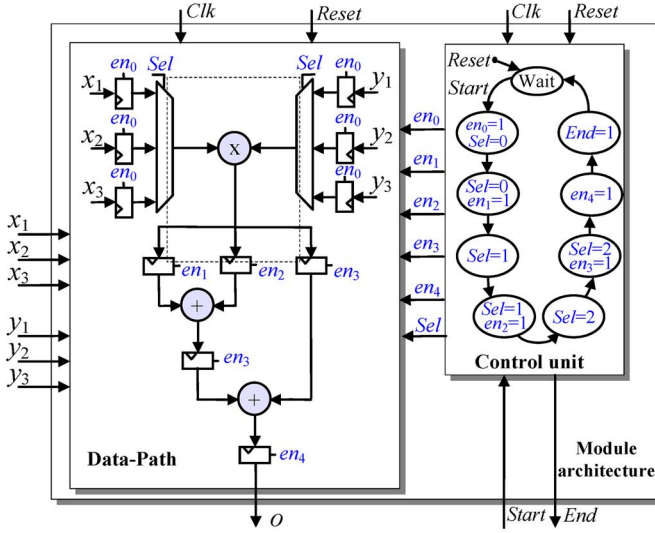 Clk
Reset
Clk
Reset
en0
Sel
Sel
en0
x1
y1
en0
en0
x2
X
y2
en0
en0
x3
y3
x1
x2
x3
y1
y2
y3
en1
en2
en3
+
en3
+
en4
Data-Path
O
en0
en1
en2
en3
en4
Sel
Reset
Wait
Start
en0=1
Sel=0
Sel=0
en1=1
Sel=1
Sel=1
en2=1
Sel=2
Sel=2
en3=1
en4=1
End=1
Control unit
Module
architecture
Start
End